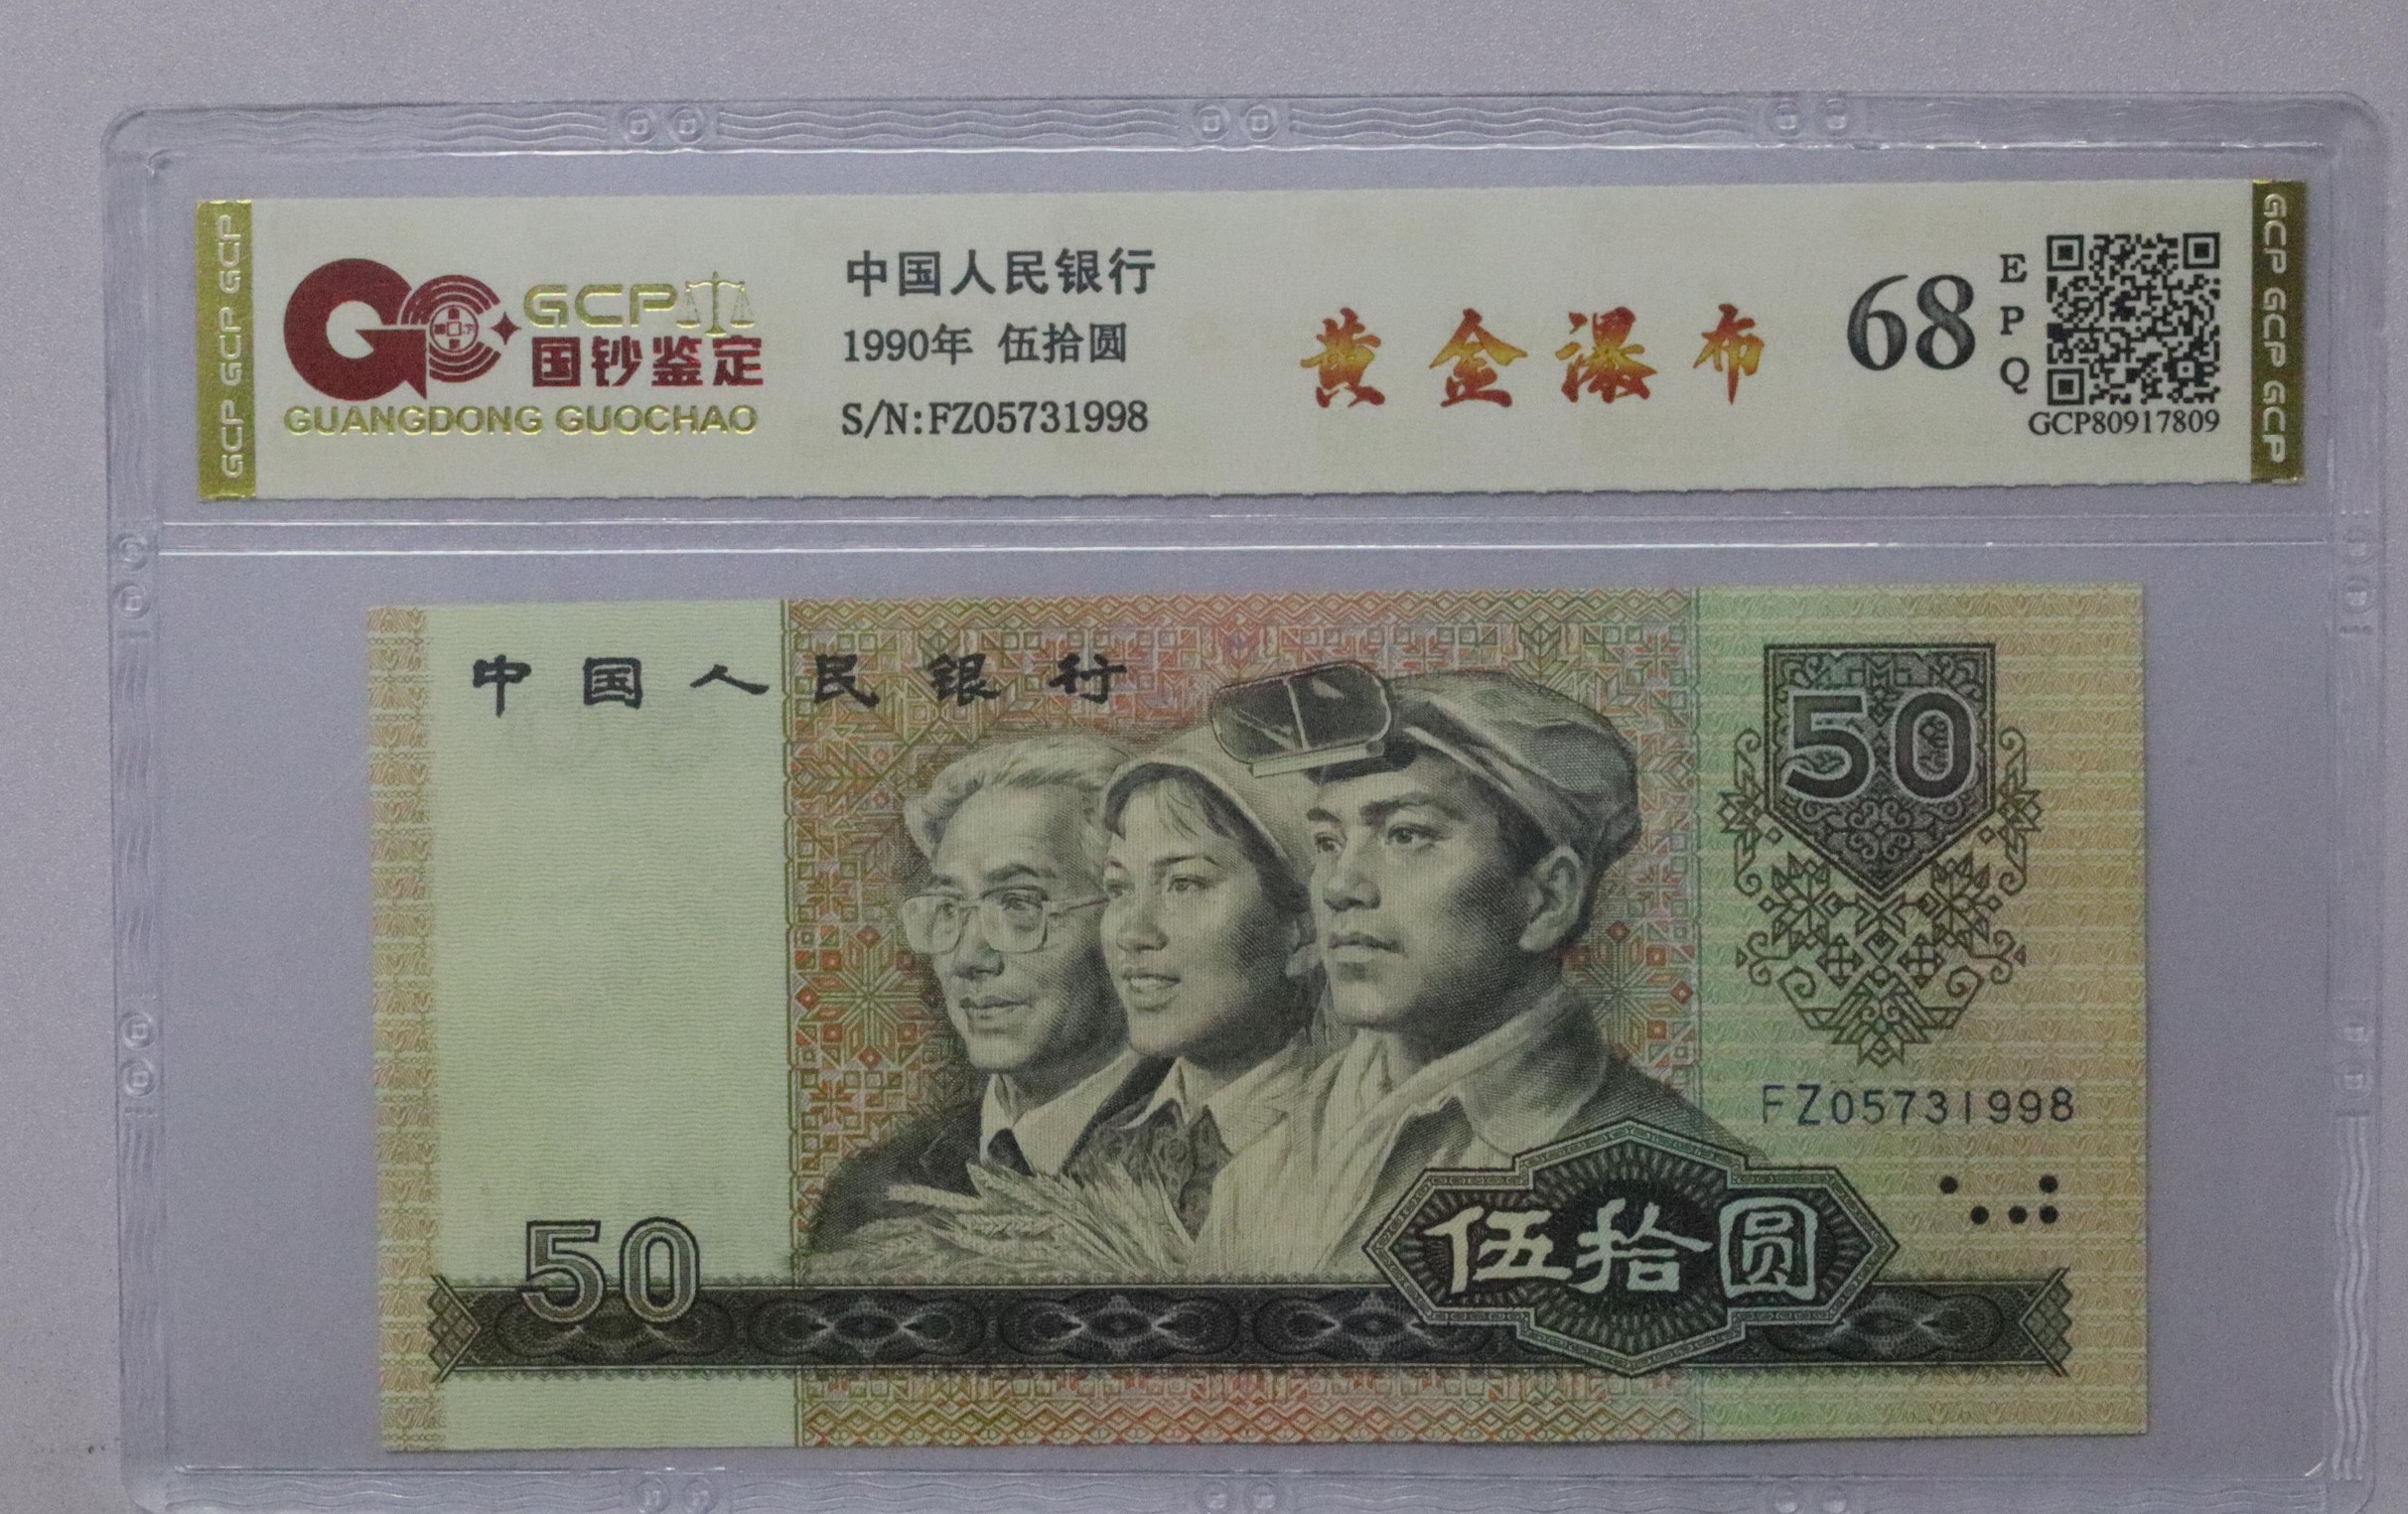 GCP GCP GCP
GCP
国钞鉴定
GUANGDONG GUOCHAO
中国人民银行
1990年 伍拾圆
S/N:FZ05731998
黄金瀑布
68
EPQ
GCP80917809
GCP GCP GCP
中国人民银行
50
FZ05731998
50
伍拾圆